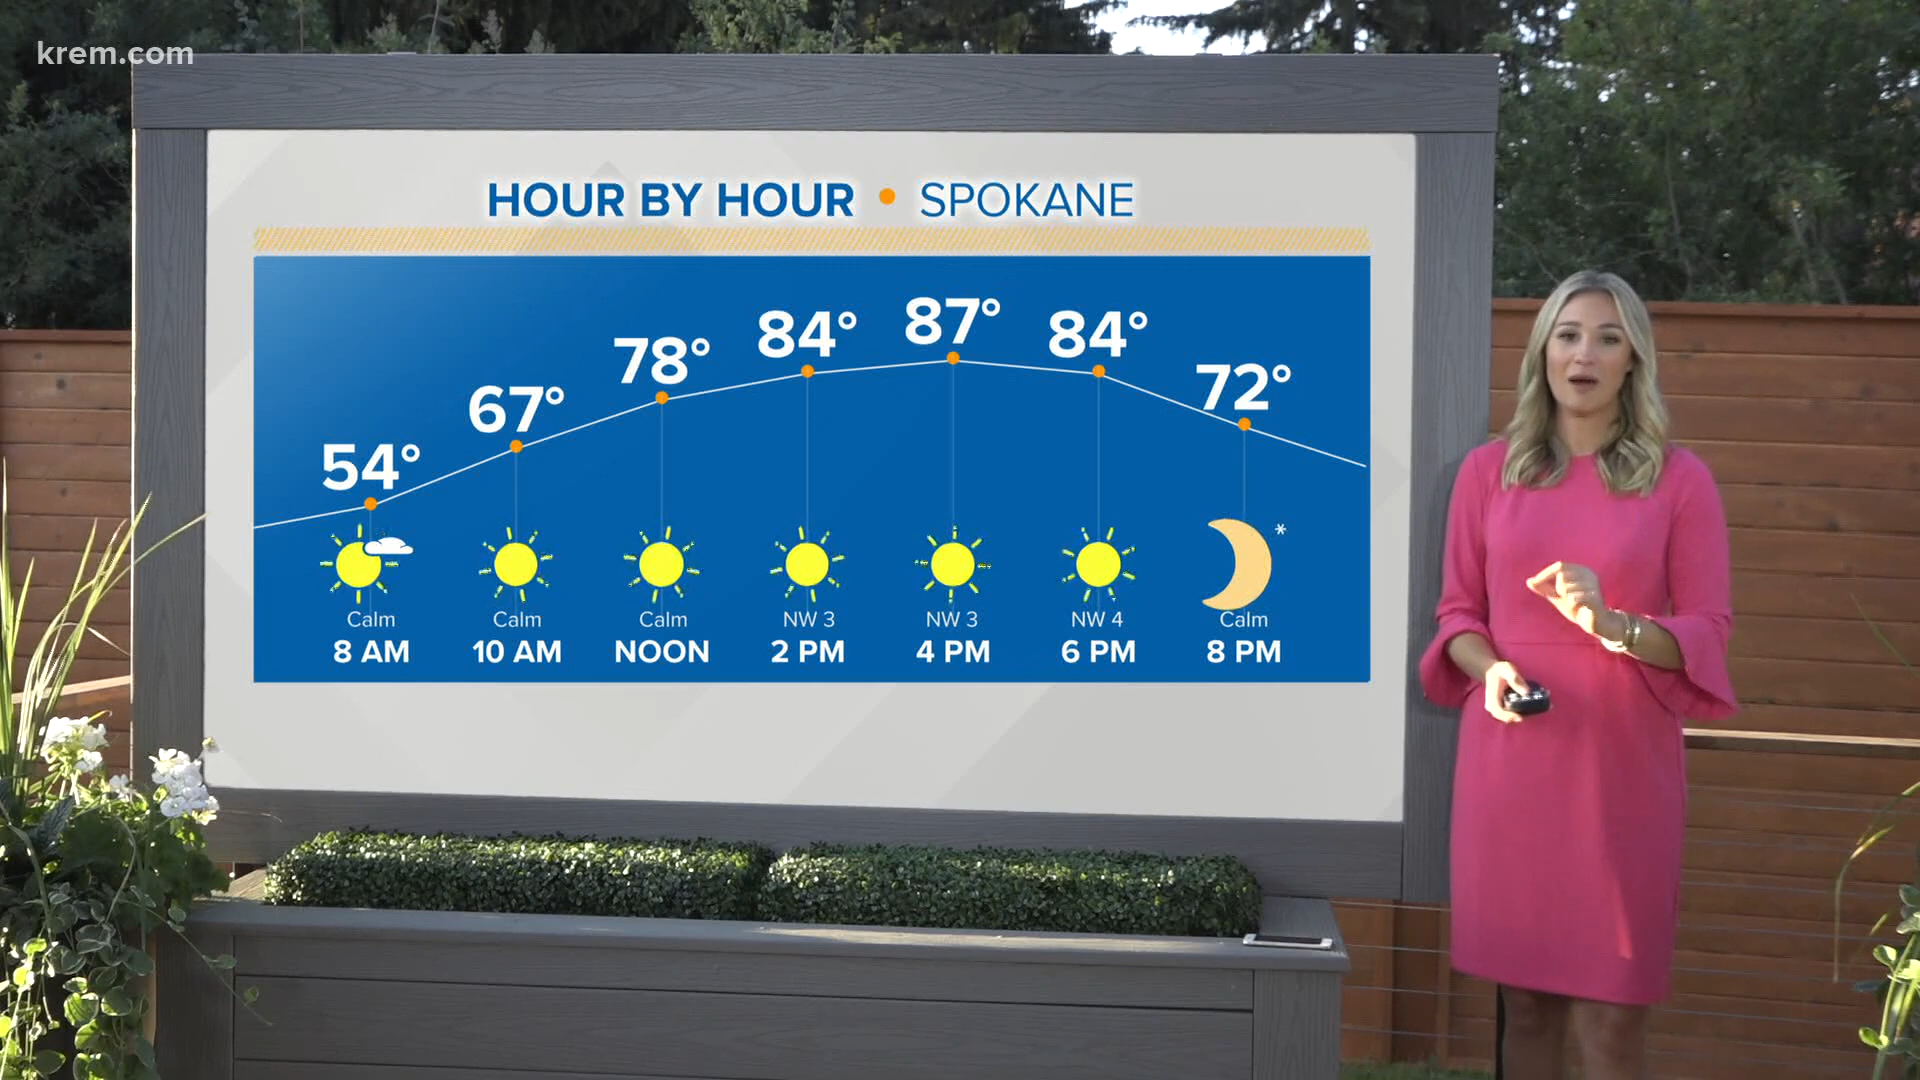 krem.com
HOUR BY HOUR • SPOKANE
54° 67° 78° 84° 87° 84° 72°
Calm Calm Calm NW 3 NW 3 NW 4 Calm
8 AM 10 AM NOON 2 PM 4 PM 6 PM 8 PM